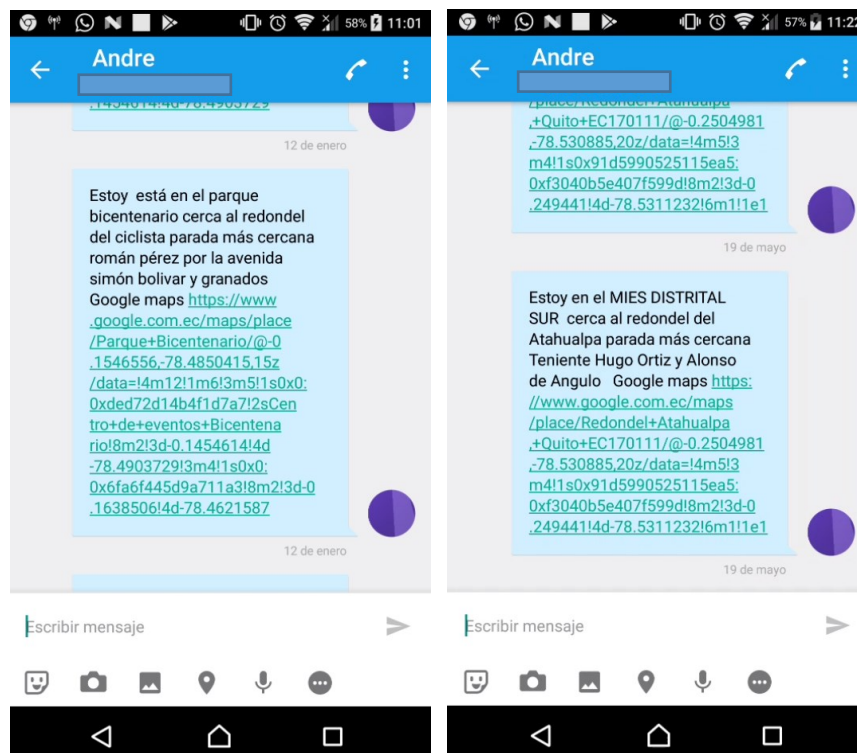 58% 11:01
Andre
.1454614!4d-78.4903729
12 de enero
Estoy está en el parque
bicentenario cerca al redondel
del ciclista parada más cercana
román pérez por la avenida
simón bolivar y granados
Google maps https://www
.google.com.ec/maps/place
/Parque+Bicentenario/@-0
.1546556,-78.4850415,15z
/data=!4m12!1m6!3m5!1s0x0:
0xded72d14b4f1d7a7!2sCen
tro+de+eventos+Bicentena
rio!8m2!3d-0.1454614!4d
-78.4903729!3m4!1s0x0:
0x6fa6f445d9a711a3!8m2!3d-0
.1638506!4d-78.4621587
12 de enero
Escribir mensaje
57% 11:22
Andre
/place/Redondel+Atahualpa
,+Quito+EC170111/@-0.2504981
,-78.530885,20z/data=!4m5!3
m4!1s0x91d5990525115ea5:
0xf3040b5e407f599d!8m2!3d-0
.249441!4d-78.5311232!6m1!1e1
19 de mayo
Estoy en el MIES DISTRITAL
SUR cerca al redondel del
Atahualpa parada más cercana
Teniente Hugo Ortiz y Alonso
de Angulo Google maps https:
//www.google.com.ec/maps
/place/Redondel+Atahualpa
,+Quito+EC170111/@-0.2504981
,-78.530885,20z/data=!4m5!3
m4!1s0x91d5990525115ea5:
0xf3040b5e407f599d!8m2!3d-0
.249441!4d-78.5311232!6m1!1e1
19 de mayo
Escribir mensaje